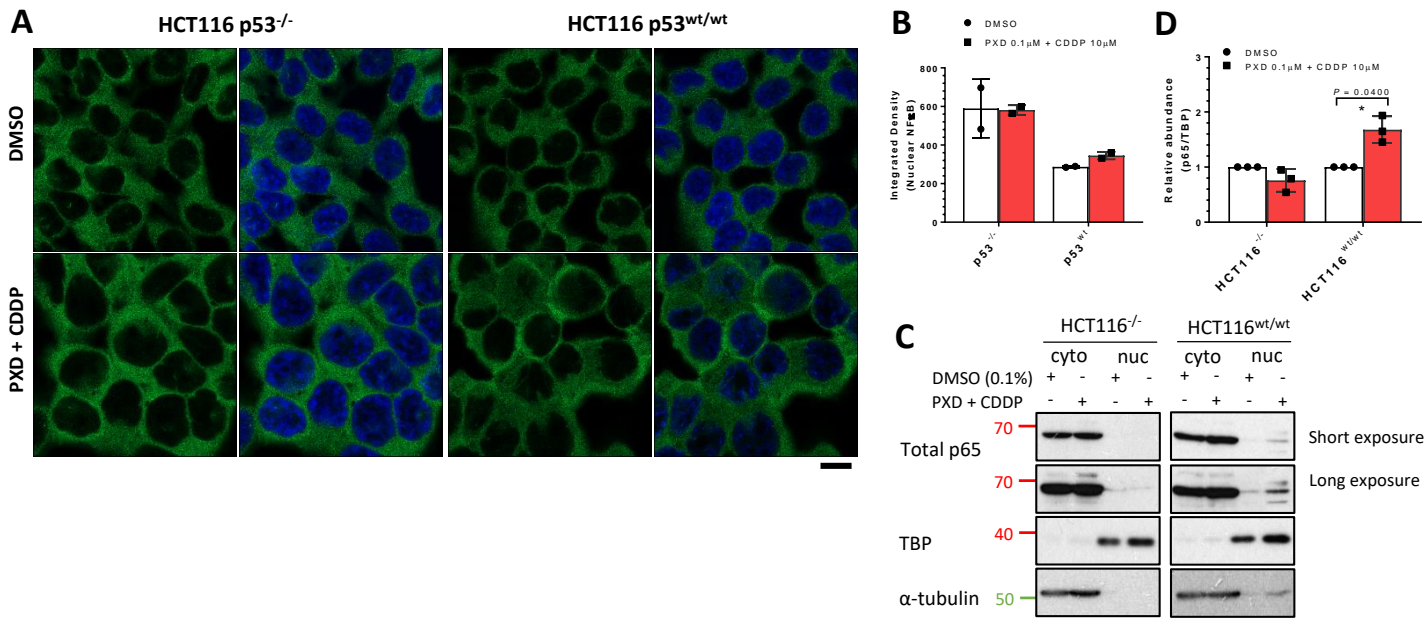 A
HCT116 p53-/-
HCT116 p53wt/wt
DMSO
PXD + CDDP
B
DMSO
PXD 0.1µM + CDDP 10µM
Integrated Density
(Nuclear NFκB)
800
600
400
200
0
p53-/-
p53wt
D
DMSO
PXD 0.1µM + CDDP 10µM
Relative abundance
(p65/TBP)
3
2
1
0
P = 0.0400
*
HCT116-/-
HCT116wt/wt
C
HCT116-/-
HCT116wt/wt
cyto nuc cyto nuc
DMSO (0.1%) + - + - + - + -
PXD + CDDP - + - + - + - +
Total p65 70 Short exposure
70 Long exposure
TBP 40
α-tubulin 50